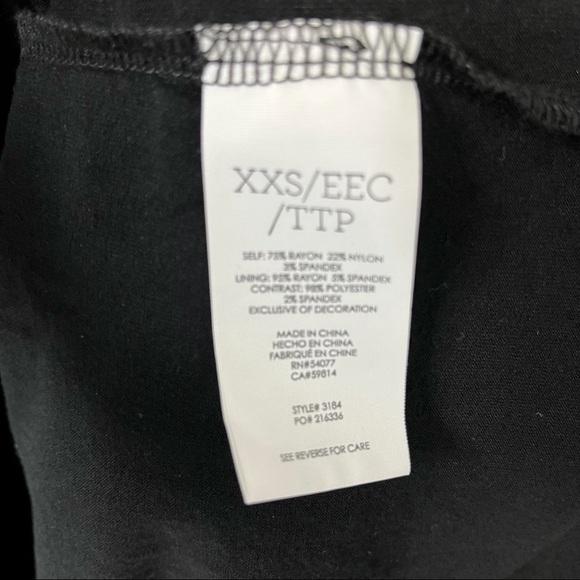 XXS/EEC
/TTP
SELF: 75% RAYON 22% NYLON
3% SPANDEX
LINING: 95% RAYON 5% SPANDEX
CONTRAST: 98% POLYESTER
2% SPANDEX
EXCLUSIVE OF DECORATION
MADE IN CHINA
HECHO EN CHINA
FABRIQUÉ EN CHINE
RN#54077
CA#59814
STYLE# 3184
PO# 216336
SEE REVERSE FOR CARE